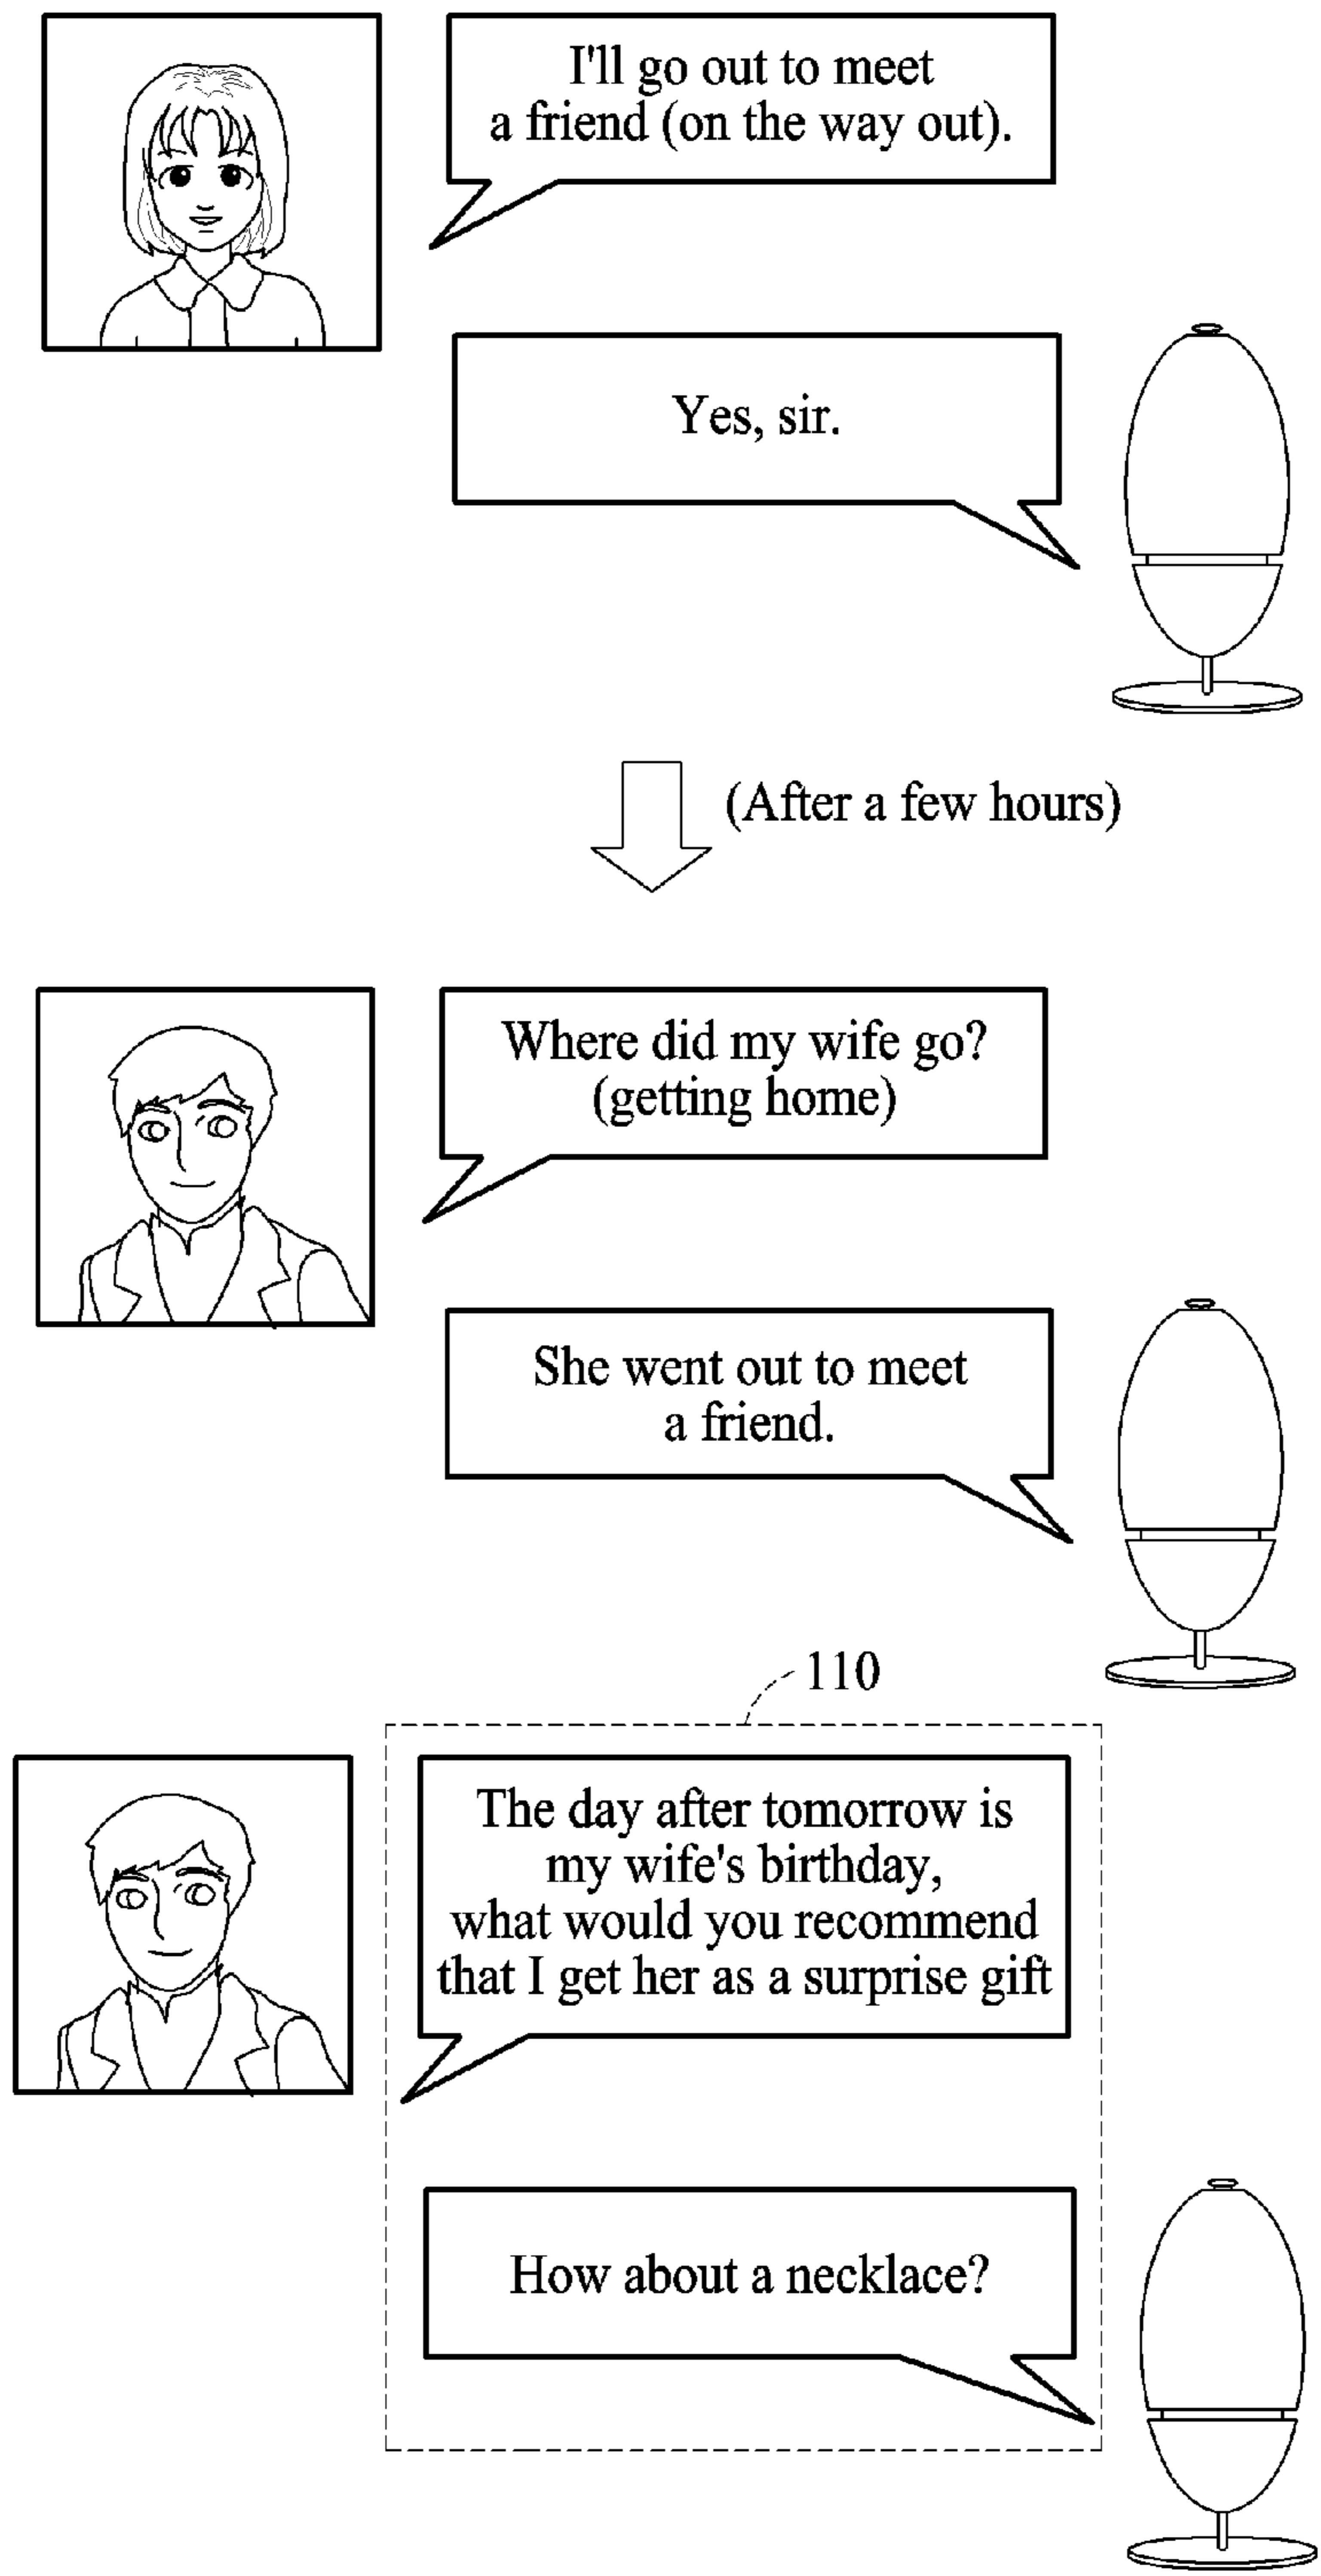 I'll go out to meet
a friend (on the way out).
Yes, sir.
(After a few hours)
Where did my wife go?
(getting home)
She went out to meet
a friend.
110
The day after tomorrow is
my wife's birthday,
what would you recommend
that I get her as a surprise gift
How about a necklace?